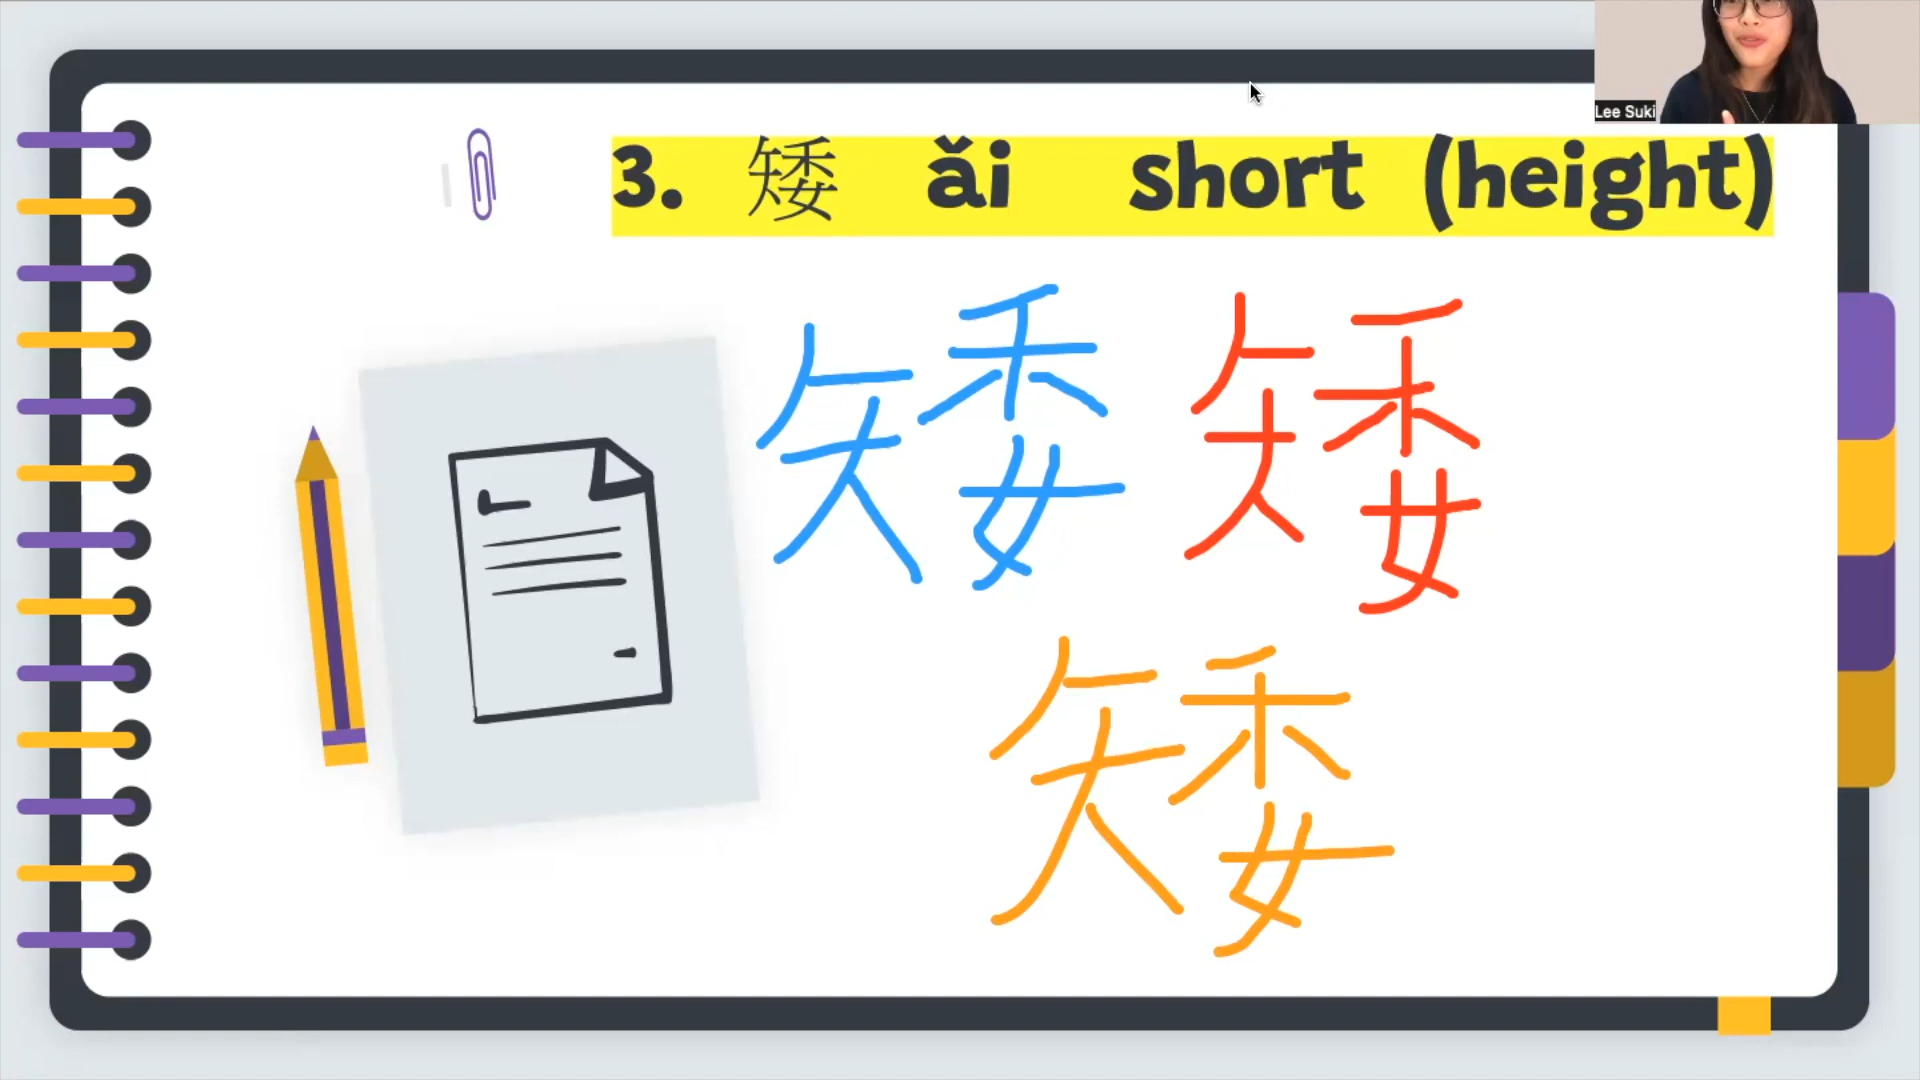 Lee Suki
3. 矮 ǎi short (height)
矮 矮
矮